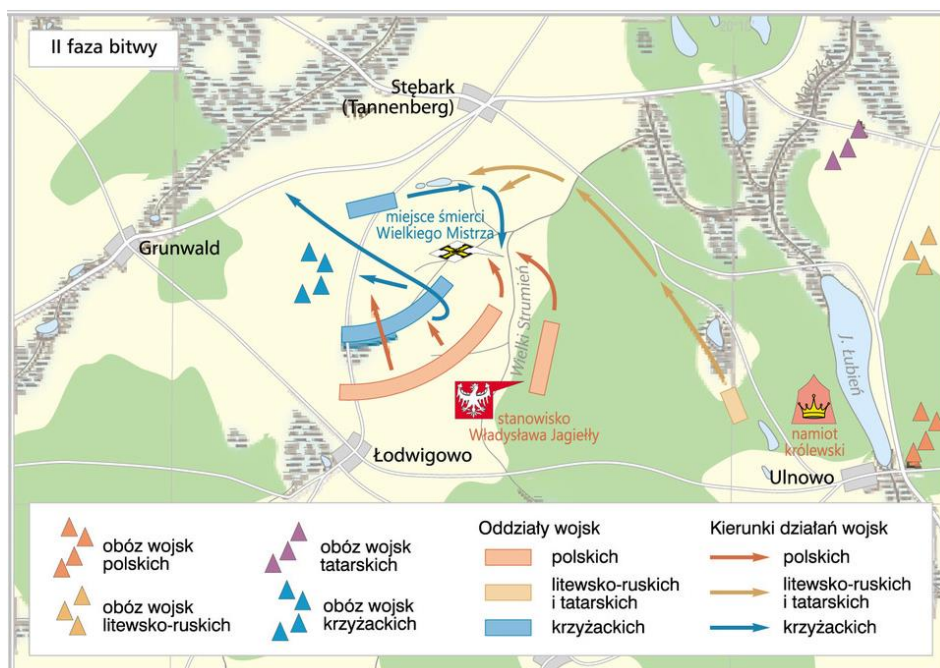 II faza bitwy
Stębark
(Tannenberg)
Marózka
miejsce śmierci
Wielkiego Mistrza
Grunwald
Wielki Strumień
J. Łubień
stanowisko
Władysława Jagiełły
namiot
królewski
Łodwigowo
Ulnowo
obóz wojsk
polskich
obóz wojsk
litewsko-ruskich
obóz wojsk
tatarskich
obóz wojsk
krzyżackich
Oddziały wojsk
polskich
litewsko-ruskich
i tatarskich
krzyżackich
Kierunki działań wojsk
polskich
litewsko-ruskich
i tatarskich
krzyżackich